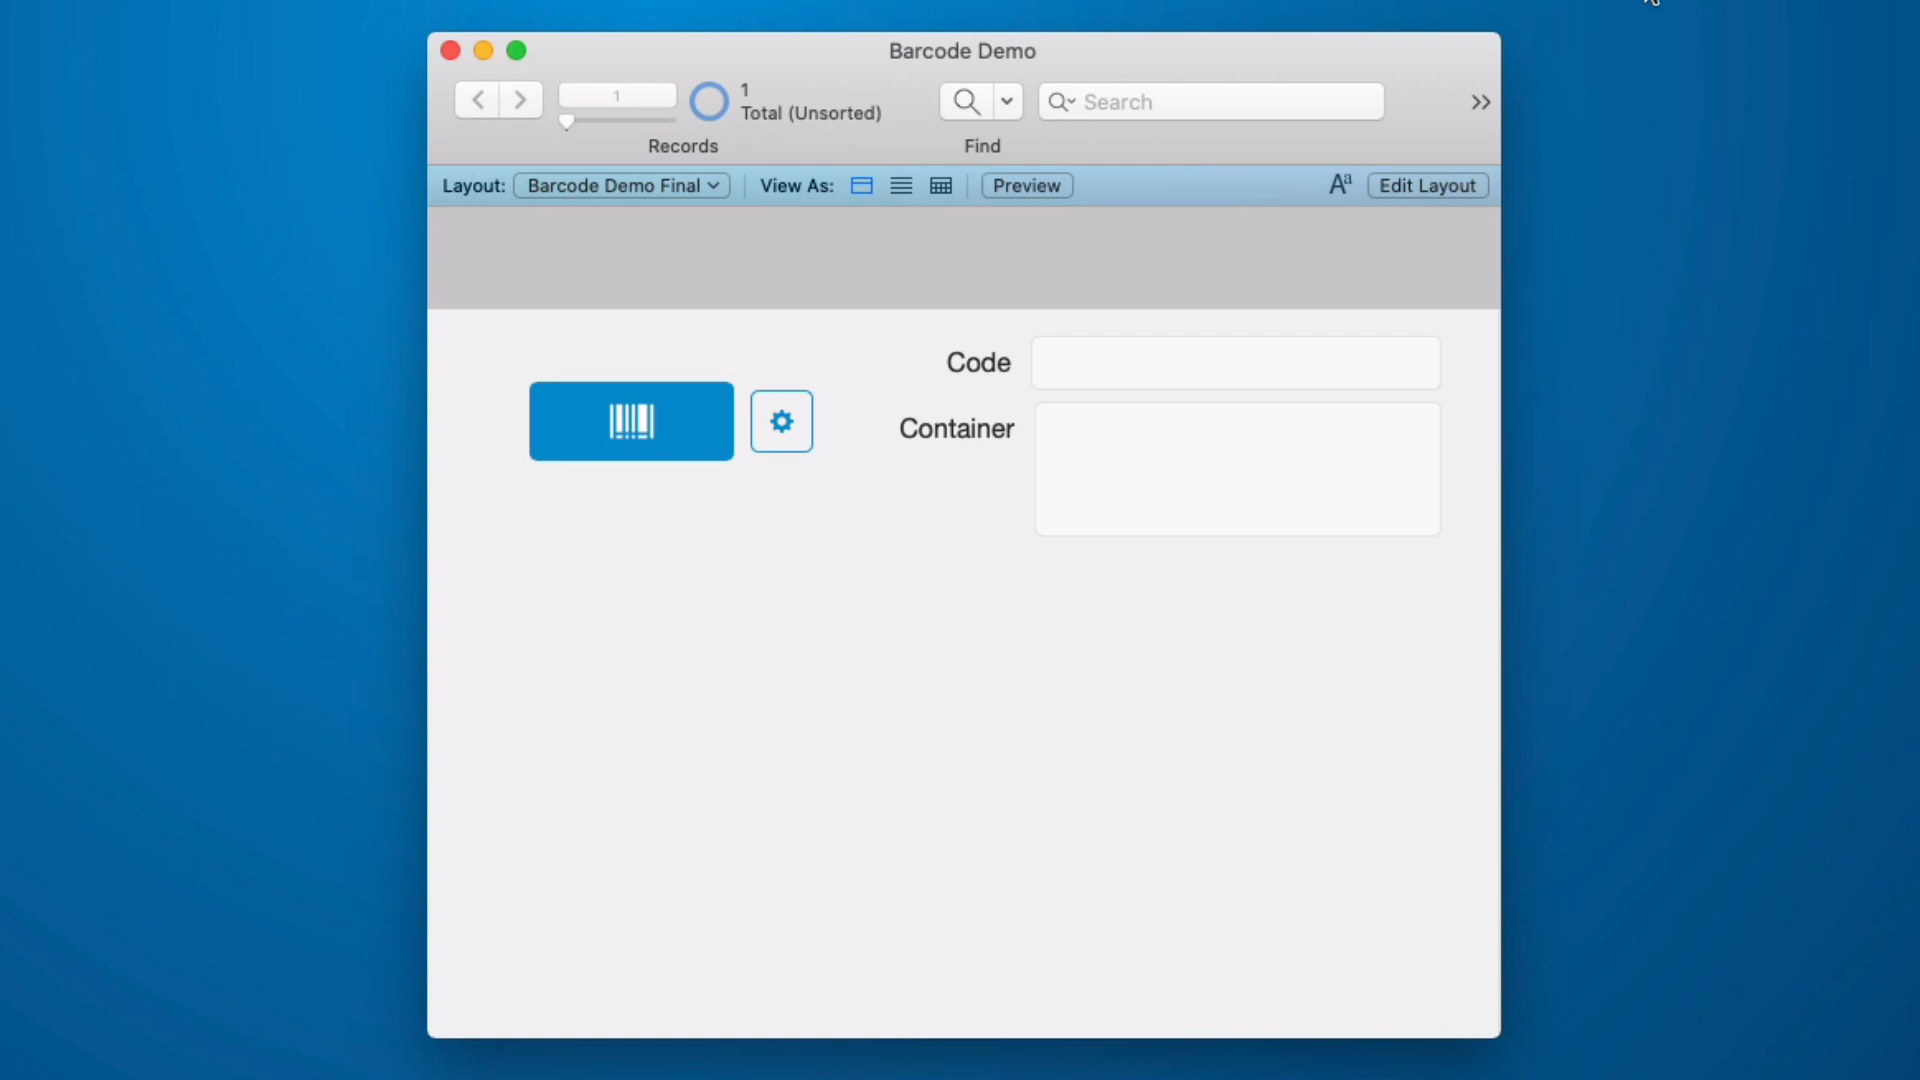 Barcode Demo
1
1
Total (Unsorted)
Search
Records
Find
Layout: Barcode Demo Final View As: Preview Aa Edit Layout
Code
Container